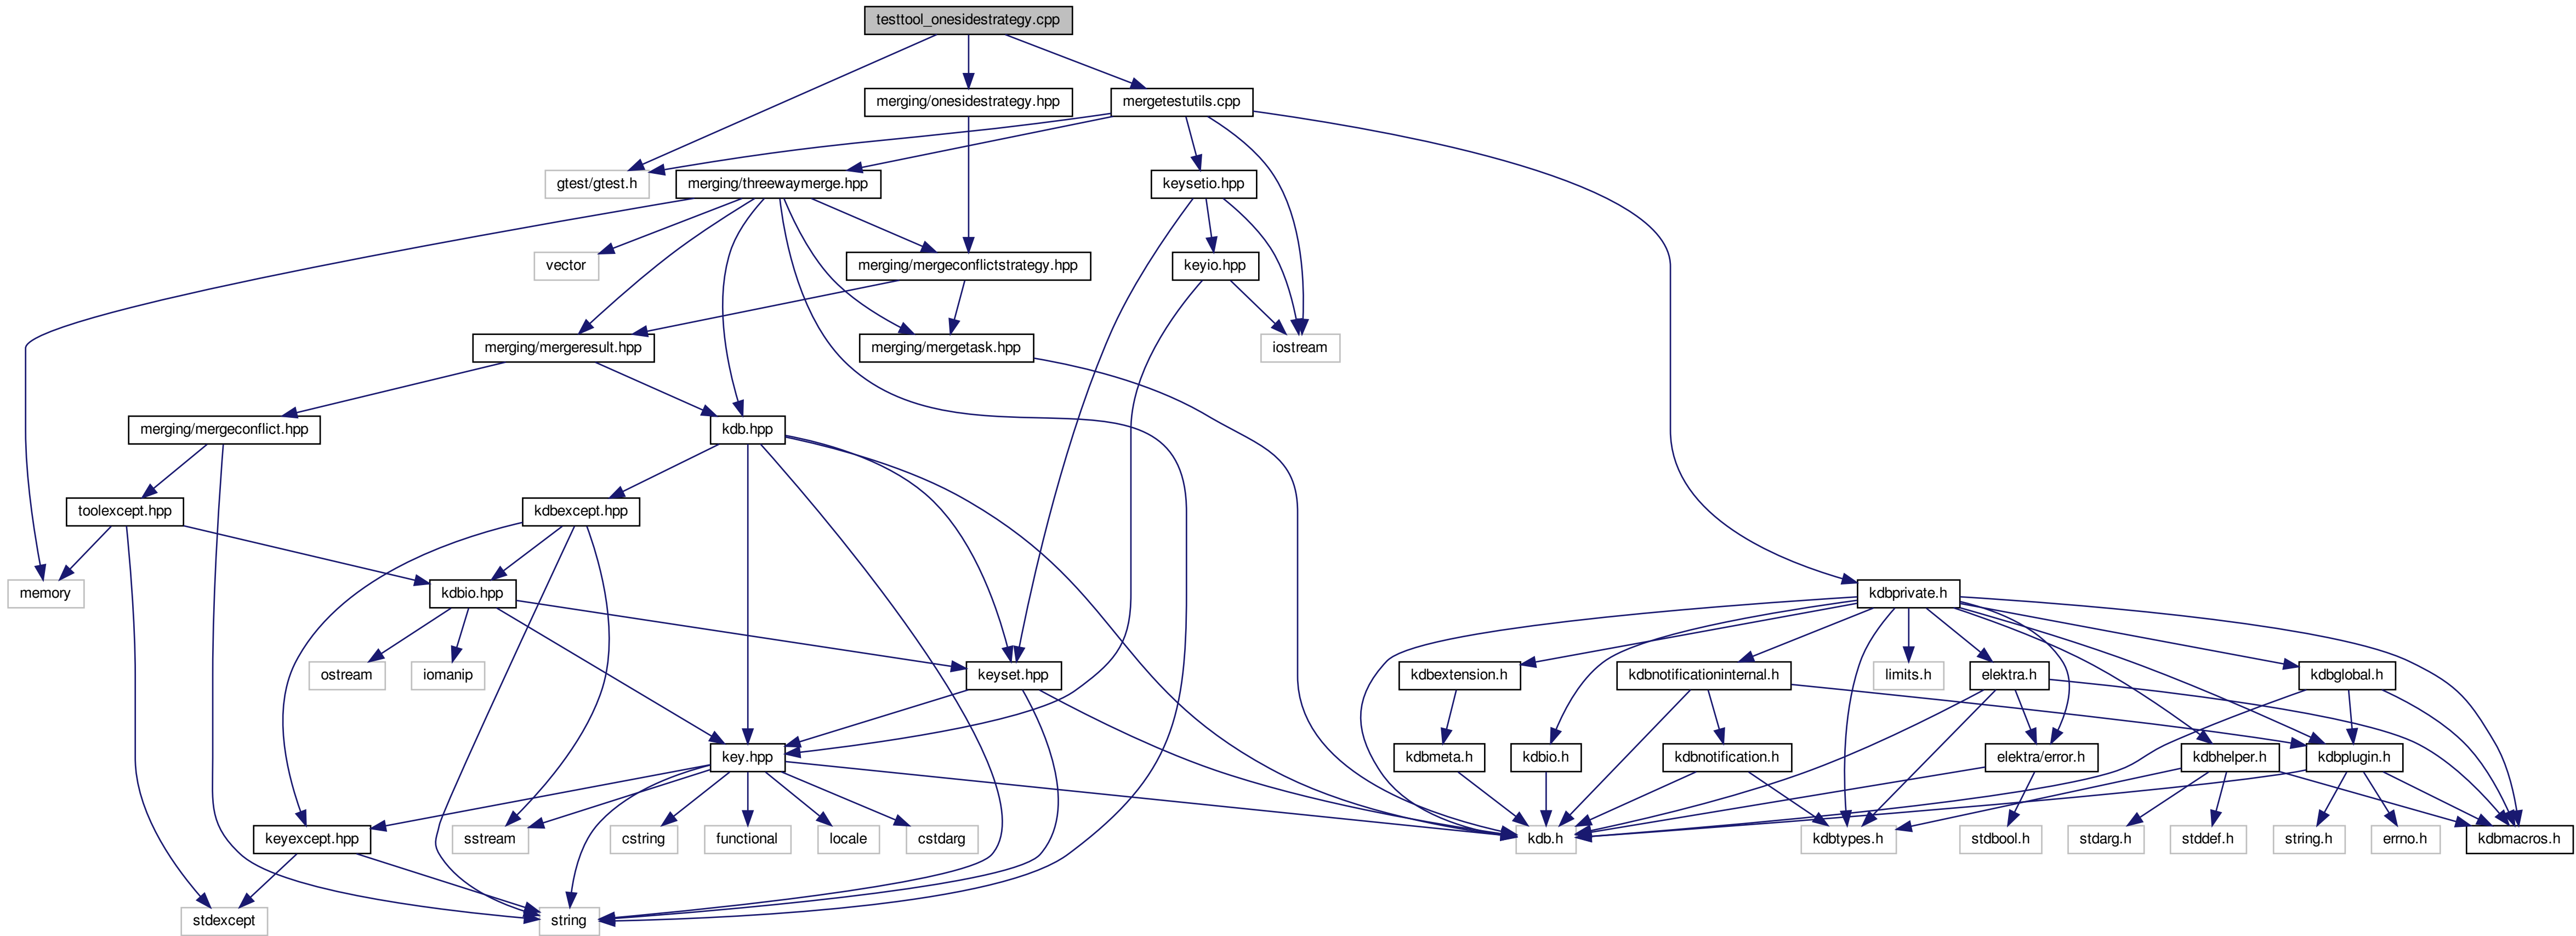 testtool_onesidestrategy.cpp
merging/onesidestrategy.hpp
mergetestutils.cpp
gtest/gtest.h
merging/threewaymerge.hpp
keysetio.hpp
vector
merging/mergeconflictstrategy.hpp
keyio.hpp
merging/mergeresult.hpp
merging/mergetask.hpp
iostream
merging/mergeconflict.hpp
kdb.hpp
toolexcept.hpp
kdbexcept.hpp
memory
kdbio.hpp
kdbprivate.h
ostream
iomanip
keyset.hpp
kdbextension.h
kdbnotificationinternal.h
limits.h
elektra.h
kdbglobal.h
key.hpp
kdbmeta.h
kdbio.h
kdbnotification.h
elektra/error.h
kdbhelper.h
kdbplugin.h
keyexcept.hpp
sstream
cstring
functional
locale
cstdarg
kdb.h
kdbtypes.h
stdbool.h
stdarg.h
stddef.h
string.h
errno.h
kdbmacros.h
stdexcept
string